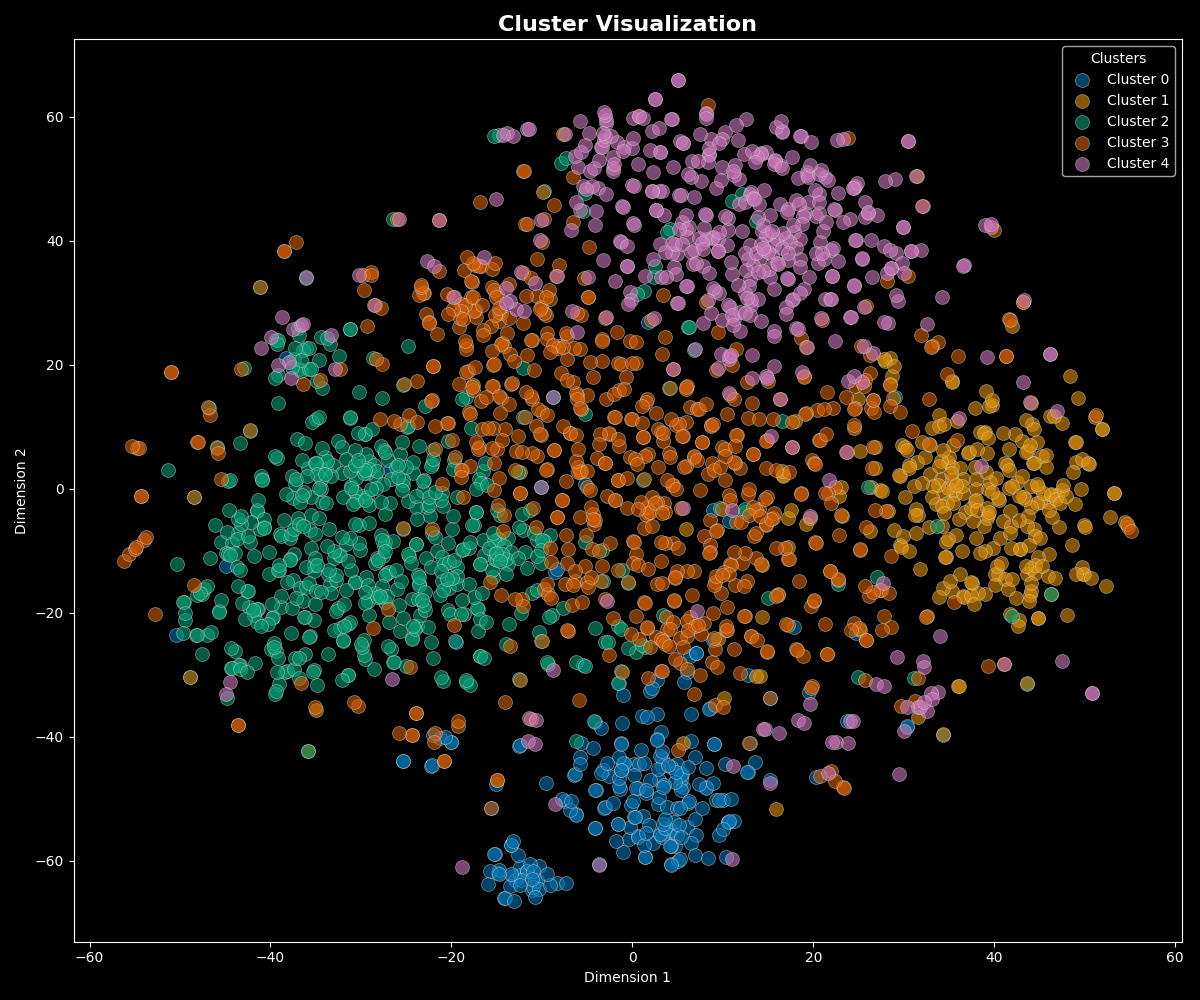 Cluster Visualization
Clusters
Cluster 0
Cluster 1
Cluster 2
Cluster 3
Cluster 4
60
40
20
0
−20
−40
−60
Dimension 2
−60
−40
−20
0
20
40
60
Dimension 1